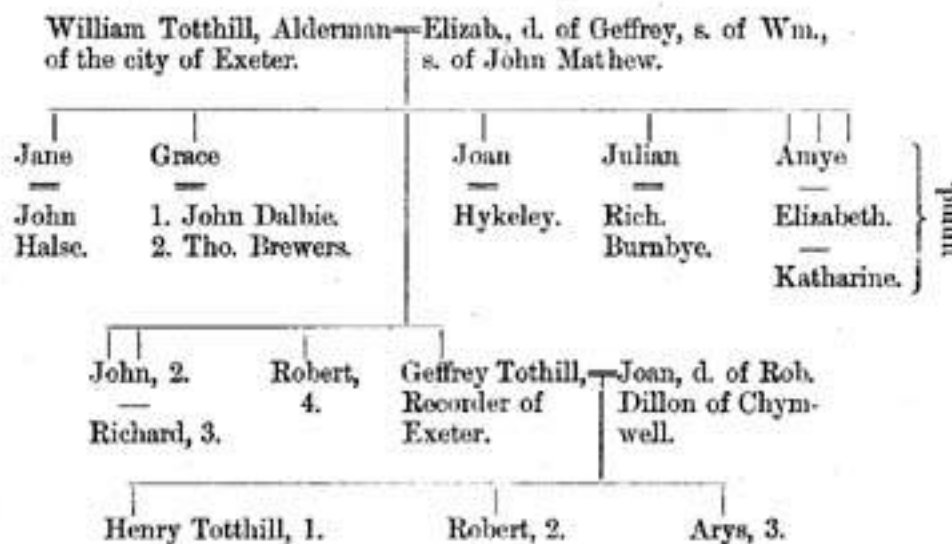 William Totthill, Alderman=Elizab., d. of Geffrey, s. of Wm.,
of the city of Exeter. s. of John Mathew.
Jane Grace Joan Julian Amye
John 1. John Dalbie. Hykeley. Rich. Elizabeth.
Halse. 2. Tho. Brewers. Burnbye. Katharine.
John, 2. Robert, Geffrey Tothill,=Joan, d. of Rob.
4. Recorder of Dillon of Chym-
Richard, 3. Exeter. well.
Henry Totthill, 1. Robert, 2. Arys, 3.